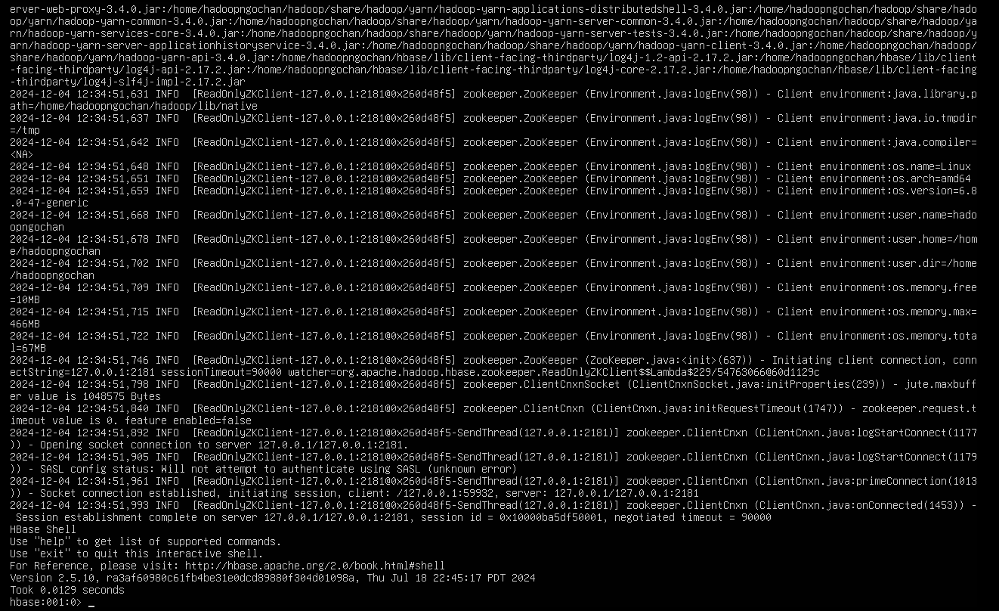 erver-web-proxy-3.4.0.jar:/home/hadoopngochan/hadoop/share/hadoop/yarn/hadoop-yarn-applications-distributedshell-3.4.0.jar:/home/hadoopngochan/hadoop/share/hado
op/yarn/hadoop-yarn-common-3.4.0.jar:/home/hadoopngochan/hadoop/share/hadoop/yarn/hadoop-yarn-server-common-3.4.0.jar:/home/hadoopngochan/hadoop/share/hadoop/ya
rn/hadoop-yarn-services-core-3.4.0.jar:/home/hadoopngochan/hadoop/share/hadoop/yarn/hadoop-yarn-server-tests-3.4.0.jar:/home/hadoopngochan/hadoop/share/hadoop/y
arn/hadoop-yarn-server-applicationhistoryservice-3.4.0.jar:/home/hadoopngochan/hadoop/share/hadoop/yarn/hadoop-yarn-client-3.4.0.jar:/home/hadoopngochan/hadoop/
share/hadoop/yarn/hadoop-yarn-api-3.4.0.jar:/home/hadoopngochan/hbase/lib/client-facing-thirdparty/log4j-1.2-api-2.17.2.jar:/home/hadoopngochan/hbase/lib/client
-facing-thirdparty/log4j-api-2.17.2.jar:/home/hadoopngochan/hbase/lib/client-facing-thirdparty/log4j-core-2.17.2.jar:/home/hadoopngochan/hbase/lib/client-facing
-thirdparty/log4j-slf4j-impl-2.17.2.jar
2024-12-04 12:34:51,631 INFO  [ReadOnlyZKClient-127.0.0.1:2181@0x260d48f5] zookeeper.ZooKeeper (Environment.java:logEnv(98)) - Client environment:java.library.p
ath=/home/hadoopngochan/hadoop/lib/native
2024-12-04 12:34:51,637 INFO  [ReadOnlyZKClient-127.0.0.1:2181@0x260d48f5] zookeeper.ZooKeeper (Environment.java:logEnv(98)) - Client environment:java.io.tmpdir
=/tmp
2024-12-04 12:34:51,642 INFO  [ReadOnlyZKClient-127.0.0.1:2181@0x260d48f5] zookeeper.ZooKeeper (Environment.java:logEnv(98)) - Client environment:java.compiler=
<NA>
2024-12-04 12:34:51,648 INFO  [ReadOnlyZKClient-127.0.0.1:2181@0x260d48f5] zookeeper.ZooKeeper (Environment.java:logEnv(98)) - Client environment:os.name=Linux
2024-12-04 12:34:51,651 INFO  [ReadOnlyZKClient-127.0.0.1:2181@0x260d48f5] zookeeper.ZooKeeper (Environment.java:logEnv(98)) - Client environment:os.arch=amd64
2024-12-04 12:34:51,659 INFO  [ReadOnlyZKClient-127.0.0.1:2181@0x260d48f5] zookeeper.ZooKeeper (Environment.java:logEnv(98)) - Client environment:os.version=6.8
.0-47-generic
2024-12-04 12:34:51,668 INFO  [ReadOnlyZKClient-127.0.0.1:2181@0x260d48f5] zookeeper.ZooKeeper (Environment.java:logEnv(98)) - Client environment:user.name=hado
opngochan
2024-12-04 12:34:51,678 INFO  [ReadOnlyZKClient-127.0.0.1:2181@0x260d48f5] zookeeper.ZooKeeper (Environment.java:logEnv(98)) - Client environment:user.home=/hom
e/hadoopngochan
2024-12-04 12:34:51,702 INFO  [ReadOnlyZKClient-127.0.0.1:2181@0x260d48f5] zookeeper.ZooKeeper (Environment.java:logEnv(98)) - Client environment:user.dir=/home
/hadoopngochan
2024-12-04 12:34:51,709 INFO  [ReadOnlyZKClient-127.0.0.1:2181@0x260d48f5] zookeeper.ZooKeeper (Environment.java:logEnv(98)) - Client environment:os.memory.free
=10MB
2024-12-04 12:34:51,715 INFO  [ReadOnlyZKClient-127.0.0.1:2181@0x260d48f5] zookeeper.ZooKeeper (Environment.java:logEnv(98)) - Client environment:os.memory.max=
466MB
2024-12-04 12:34:51,722 INFO  [ReadOnlyZKClient-127.0.0.1:2181@0x260d48f5] zookeeper.ZooKeeper (Environment.java:logEnv(98)) - Client environment:os.memory.tota
l=67MB
2024-12-04 12:34:51,746 INFO  [ReadOnlyZKClient-127.0.0.1:2181@0x260d48f5] zookeeper.ZooKeeper (ZooKeeper.java:<init>(637)) - Initiating client connection, conn
ectString=127.0.0.1:2181 sessionTimeout=90000 watcher=org.apache.hadoop.hbase.zookeeper.ReadOnlyZKClient$$Lambda$229/54763066@60d1129c
2024-12-04 12:34:51,798 INFO  [ReadOnlyZKClient-127.0.0.1:2181@0x260d48f5] zookeeper.ClientCnxnSocket (ClientCnxnSocket.java:initProperties(239)) - jute.maxbuff
er value is 1048575 Bytes
2024-12-04 12:34:51,840 INFO  [ReadOnlyZKClient-127.0.0.1:2181@0x260d48f5] zookeeper.ClientCnxn (ClientCnxn.java:initRequestTimeout(1747)) - zookeeper.request.t
imeout value is 0. feature enabled=false
2024-12-04 12:34:51,892 INFO  [ReadOnlyZKClient-127.0.0.1:2181@0x260d48f5-SendThread(127.0.0.1:2181)] zookeeper.ClientCnxn (ClientCnxn.java:logStartConnect(1177
)) - Opening socket connection to server 127.0.0.1/127.0.0.1:2181.
2024-12-04 12:34:51,905 INFO  [ReadOnlyZKClient-127.0.0.1:2181@0x260d48f5-SendThread(127.0.0.1:2181)] zookeeper.ClientCnxn (ClientCnxn.java:logStartConnect(1179
)) - SASL config status: Will not attempt to authenticate using SASL (unknown error)
2024-12-04 12:34:51,961 INFO  [ReadOnlyZKClient-127.0.0.1:2181@0x260d48f5-SendThread(127.0.0.1:2181)] zookeeper.ClientCnxn (ClientCnxn.java:primeConnection(1013
)) - Socket connection established, initiating session, client: /127.0.0.1:59932, server: 127.0.0.1/127.0.0.1:2181
2024-12-04 12:34:51,993 INFO  [ReadOnlyZKClient-127.0.0.1:2181@0x260d48f5-SendThread(127.0.0.1:2181)] zookeeper.ClientCnxn (ClientCnxn.java:onConnected(1453)) -
 Session establishment complete on server 127.0.0.1/127.0.0.1:2181, session id = 0x10000ba5df50001, negotiated timeout = 90000
HBase Shell
Use "help" to get list of supported commands.
Use "exit" to quit this interactive shell.
For Reference, please visit: http://hbase.apache.org/2.0/book.html#shell
Version 2.5.10, ra3af60980c61fb4be31e0dcd89880f304d01098a, Thu Jul 18 22:45:17 PDT 2024
Took 0.0129 seconds
hbase:001:0> _